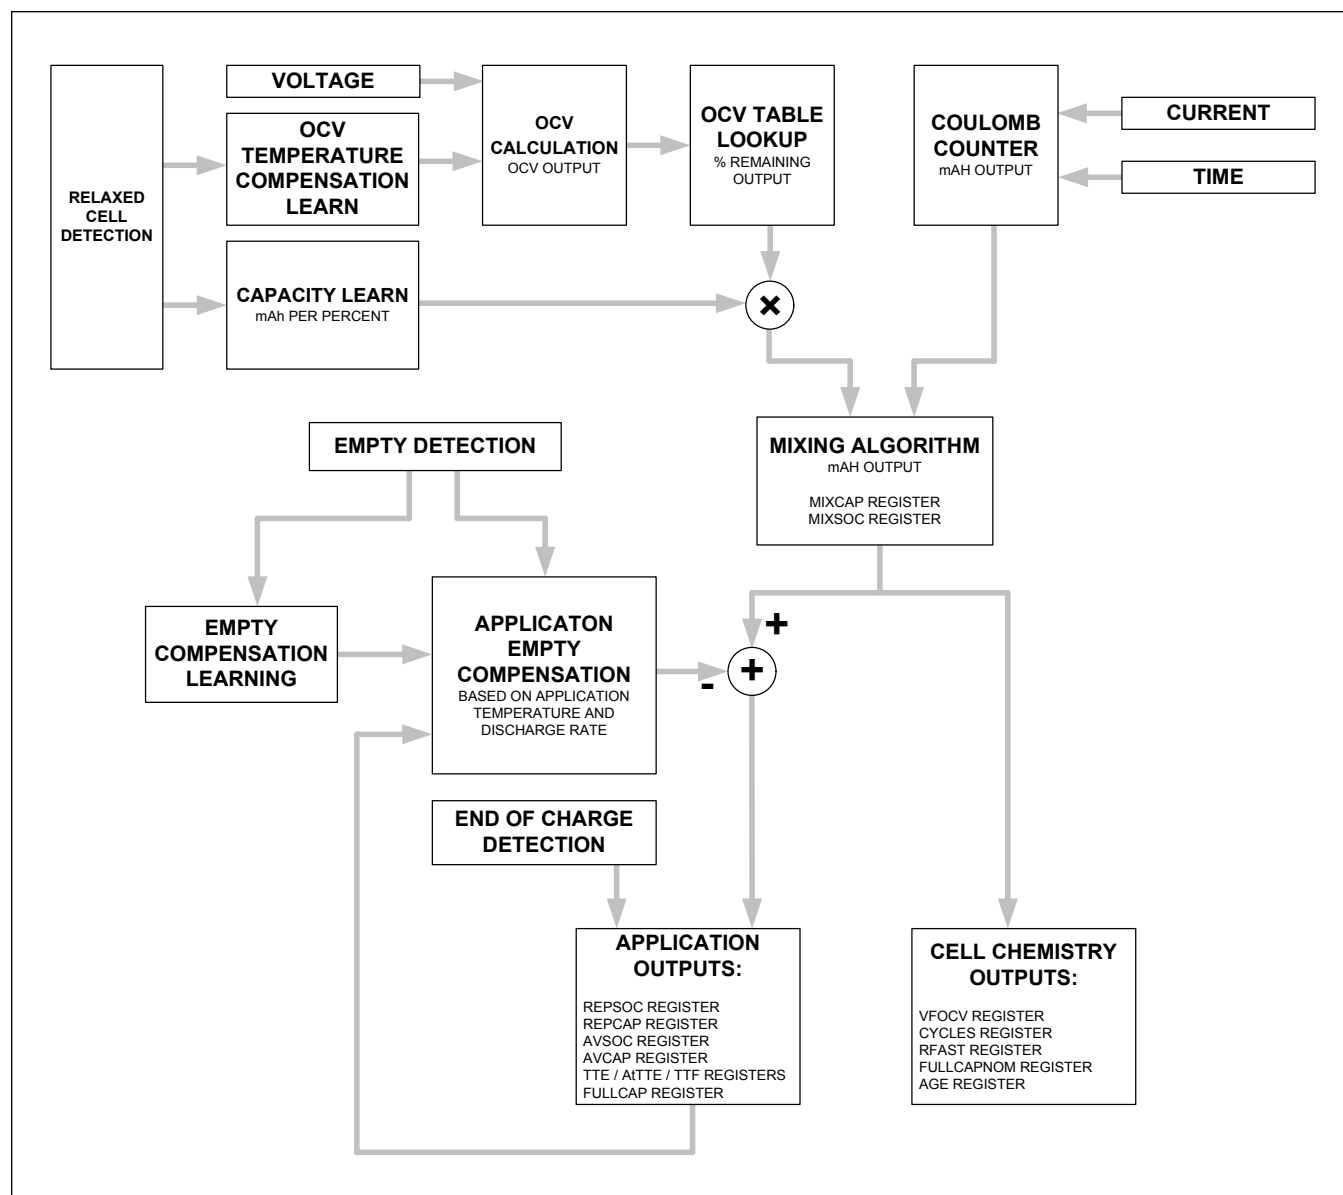 RELAXED
CELL
DETECTION
VOLTAGE
OCV
TEMPERATURE
COMPENSATION
LEARN
CAPACITY LEARN
mAh PER PERCENT
OCV
CALCULATION
OCV OUTPUT
OCV TABLE
LOOKUP
% REMAINING
OUTPUT
×
COULOMB
COUNTER
mAH OUTPUT
CURRENT
TIME
MIXING ALGORITHM
mAH OUTPUT
MIXCAP REGISTER
MIXSOC REGISTER
EMPTY DETECTION
EMPTY
COMPENSATION
LEARNING
APPLICATON
EMPTY
COMPENSATION
BASED ON APPLICATION
TEMPERATURE AND
DISCHARGE RATE
+
+
-
END OF CHARGE
DETECTION
APPLICATION
OUTPUTS:
REPSOC REGISTER
REPCAP REGISTER
AVSOC REGISTER
AVCAP REGISTER
TTE / AtTTE / TTF REGISTERS
FULLCAP REGISTER
CELL CHEMISTRY
OUTPUTS:
VFOCV REGISTER
CYCLES REGISTER
RFAST REGISTER
FULLCAPNOM REGISTER
AGE REGISTER